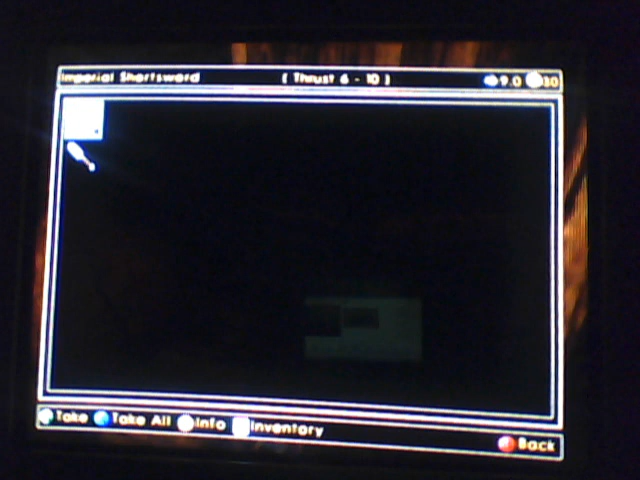 Imperial Shortsword ( Thrust 6 - 10 ) 9.0 30
Take Take All Info Inventory Back